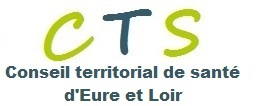 CTS
Conseil territorial de santé
d'Eure et Loir